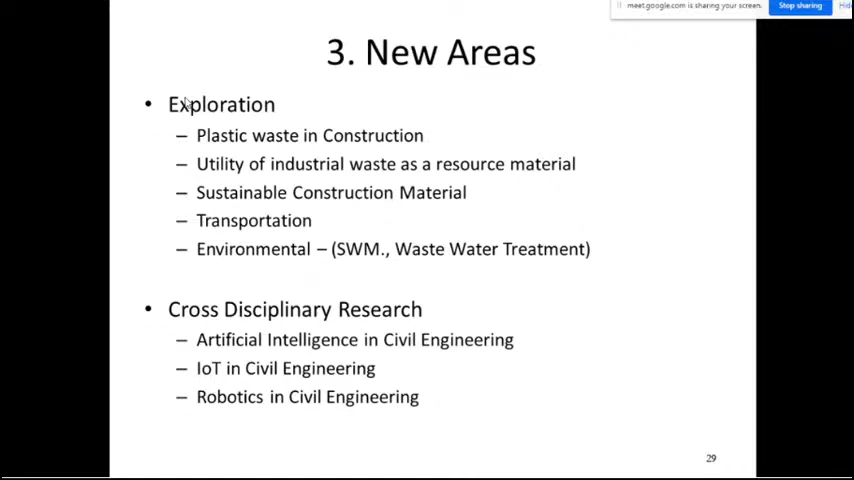 meet.google.com is sharing your screen. Stop sharing Hide
3. New Areas
• Exploration
– Plastic waste in Construction
– Utility of industrial waste as a resource material
– Sustainable Construction Material
– Transportation
– Environmental – (SWM., Waste Water Treatment)
• Cross Disciplinary Research
– Artificial Intelligence in Civil Engineering
– IoT in Civil Engineering
– Robotics in Civil Engineering
29